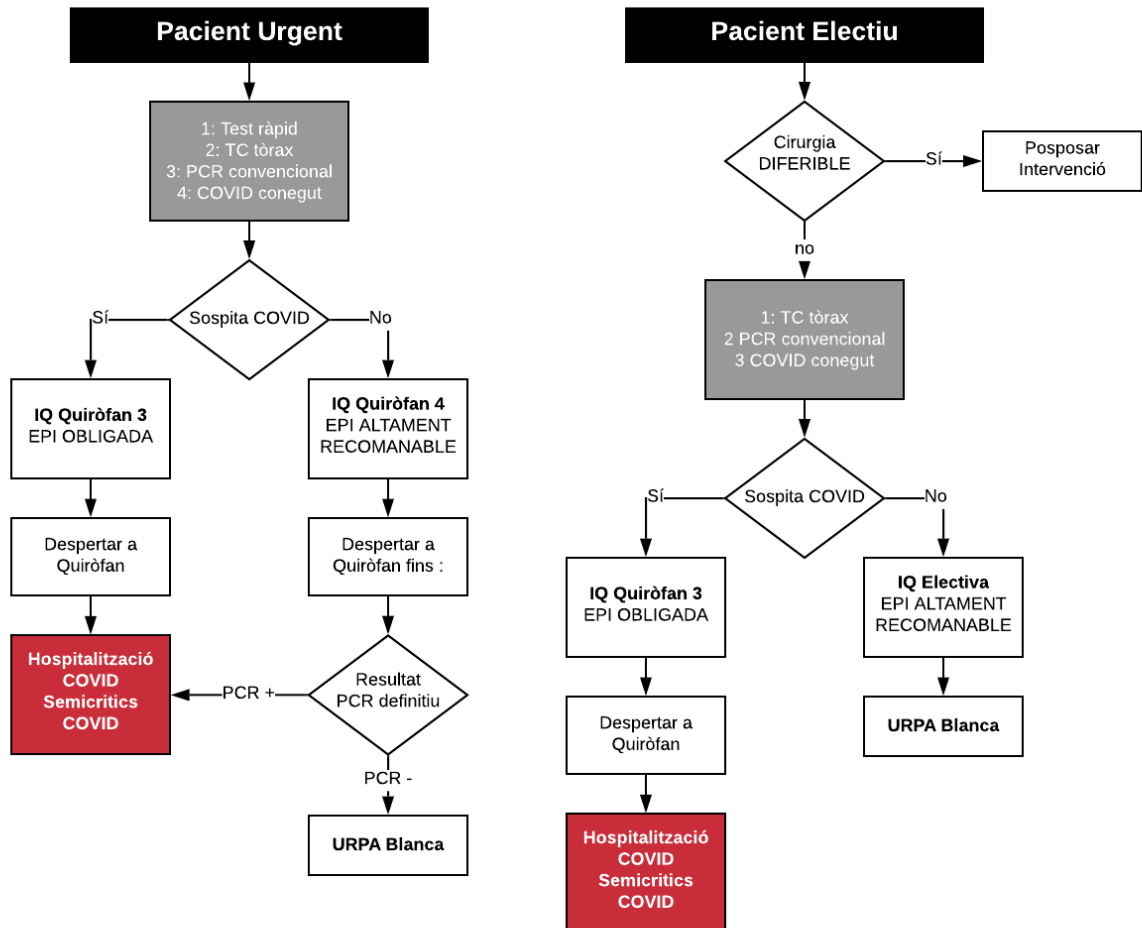 Pacient Urgent
1: Test ràpid
2: TC tòrax
3: PCR convencional
4: COVID conegut
Sospita COVID
Sí
No
IQ Quiròfan 3
EPI OBLIGADA
IQ Quiròfan 4
EPI ALTAMENT
RECOMANABLE
Despertar a
Quiròfan
Despertar a
Quiròfan fins :
Hospitalització
COVID
Semicritics
COVID
PCR +
Resultat
PCR definitiu
PCR -
URPA Blanca
Pacient Electiu
Cirurgia
DIFERIBLE
Sí
Posposar
Intervenció
no
1: TC tòrax
2 PCR convencional
3 COVID conegut
Sospita COVID
Sí
No
IQ Quiròfan 3
EPI OBLIGADA
IQ Electiva
EPI ALTAMENT
RECOMANABLE
Despertar a
Quiròfan
URPA Blanca
Hospitalització
COVID
Semicritics
COVID